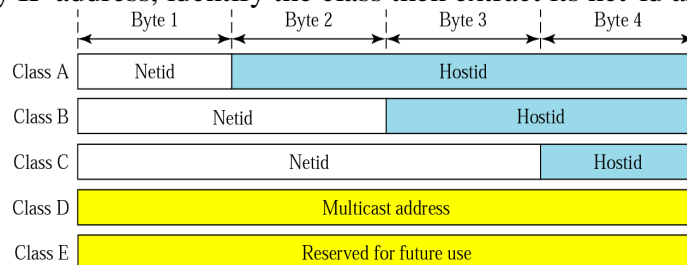 IP address, identify the class then extract its net-id a
Byte 1 Byte 2 Byte 3 Byte 4
Class A Netid Hostid
Class B Netid Hostid
Class C Netid Hostid
Class D Multicast address
Class E Reserved for future use